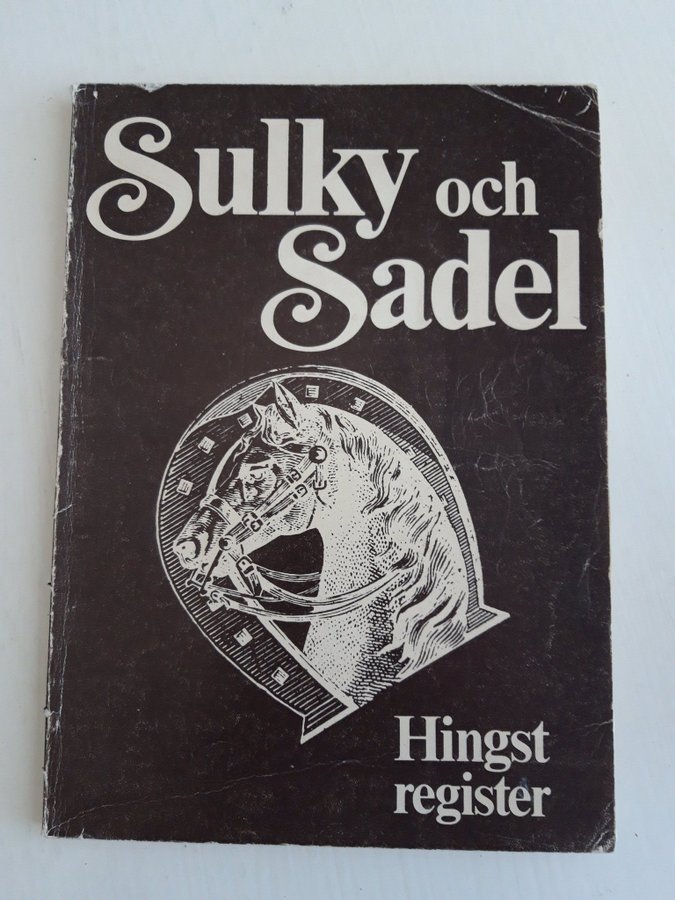 Sulky och
Sadel
Hingst
register